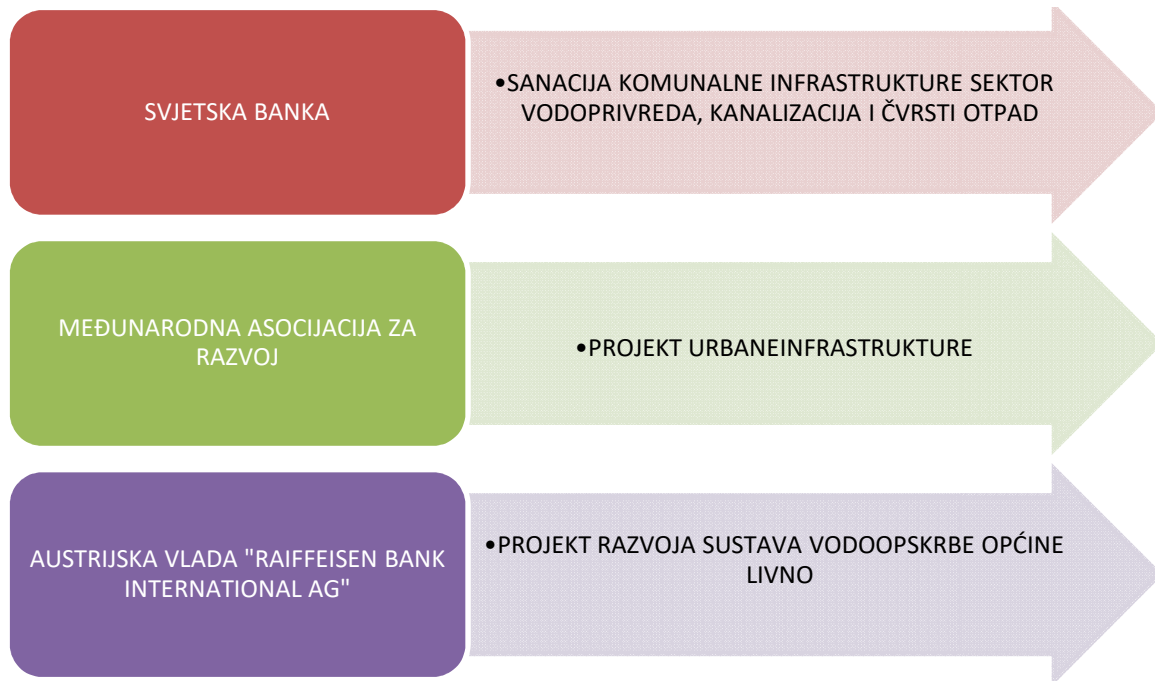 SVJETSKA BANKA
•SANACIJA KOMUNALNE INFRASTRUKTURE SEKTOR
VODOPRIVREDA, KANALIZACIJA I ČVRSTI OTPAD
MEĐUNARODNA ASOCIJACIJA ZA
RAZVOJ
•PROJEKT URBANEINFRASTRUKTURE
AUSTRIJSKA VLADA "RAIFFEISEN BANK
INTERNATIONAL AG"
•PROJEKT RAZVOJA SUSTAVA VODOOPSKRBE OPĆINE
LIVNO